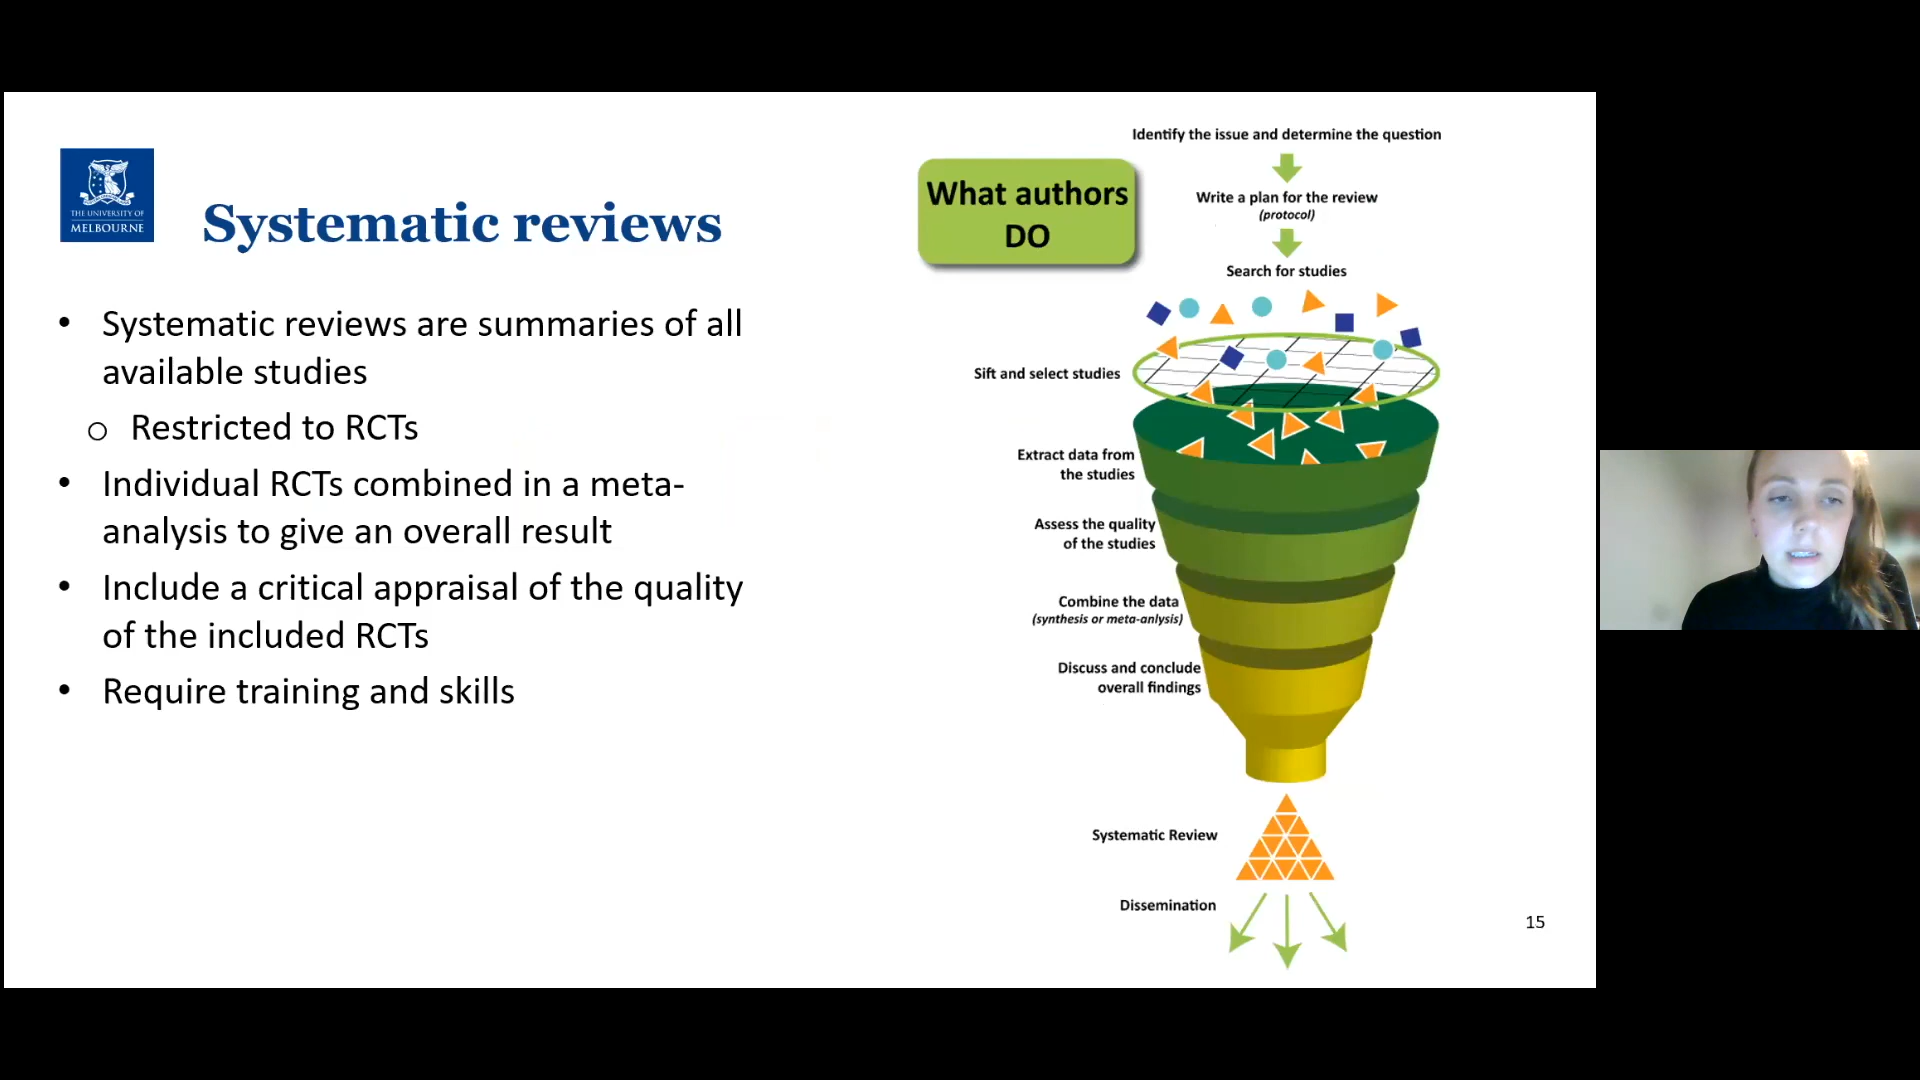 THE UNIVERSITY OF
MELBOURNE
Systematic reviews
• Systematic reviews are summaries of all
available studies
o Restricted to RCTs
• Individual RCTs combined in a meta-
analysis to give an overall result
• Include a critical appraisal of the quality
of the included RCTs
• Require training and skills
What authors
DO
Identify the issue and determine the question
Write a plan for the review
(protocol)
Search for studies
Sift and select studies
Extract data from
the studies
Assess the quality
of the studies
Combine the data
(synthesis or meta-anlysis)
Discuss and conclude
overall findings
Systematic Review
Dissemination
15